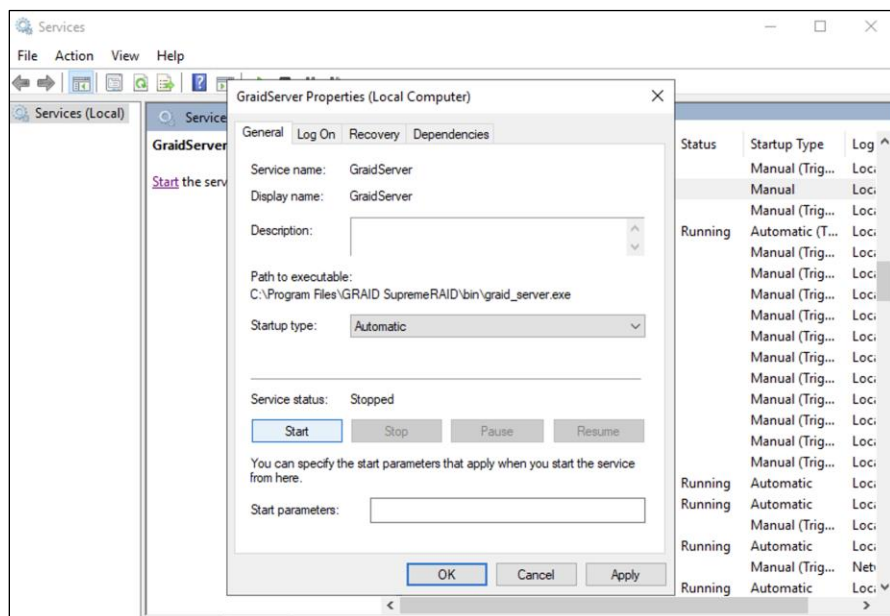 Services
File Action View Help
Services (Local)
Service
GraidServer
Start the serv
GraidServer Properties (Local Computer)
General Log On Recovery Dependencies
Service name: GraidServer
Display name: GraidServer
Description:
Path to executable:
C:\Program Files\GRAID SupremeRAID\bin\graid_server.exe
Startup type: Automatic
Service status: Stopped
Start Stop Pause Resume
You can specify the start parameters that apply when you start the service
from here.
Start parameters:
OK Cancel Apply
Status Startup Type Log
Manual (Trig... Loca
Manual Loca
Manual (Trig... Loca
Running Automatic (T... Loca
Manual (Trig... Loca
Manual (Trig... Loca
Manual (Trig... Loca
Manual (Trig... Loca
Manual (Trig... Loca
Manual (Trig... Loca
Manual (Trig... Loca
Manual (Trig... Loca
Manual (Trig... Loca
Manual (Trig... Loca
Manual (Trig... Loca
Running Automatic Loca
Running Automatic Loca
Manual (Trig... Loca
Running Automatic Loca
Manual (Trig... Net
Running Automatic Loca